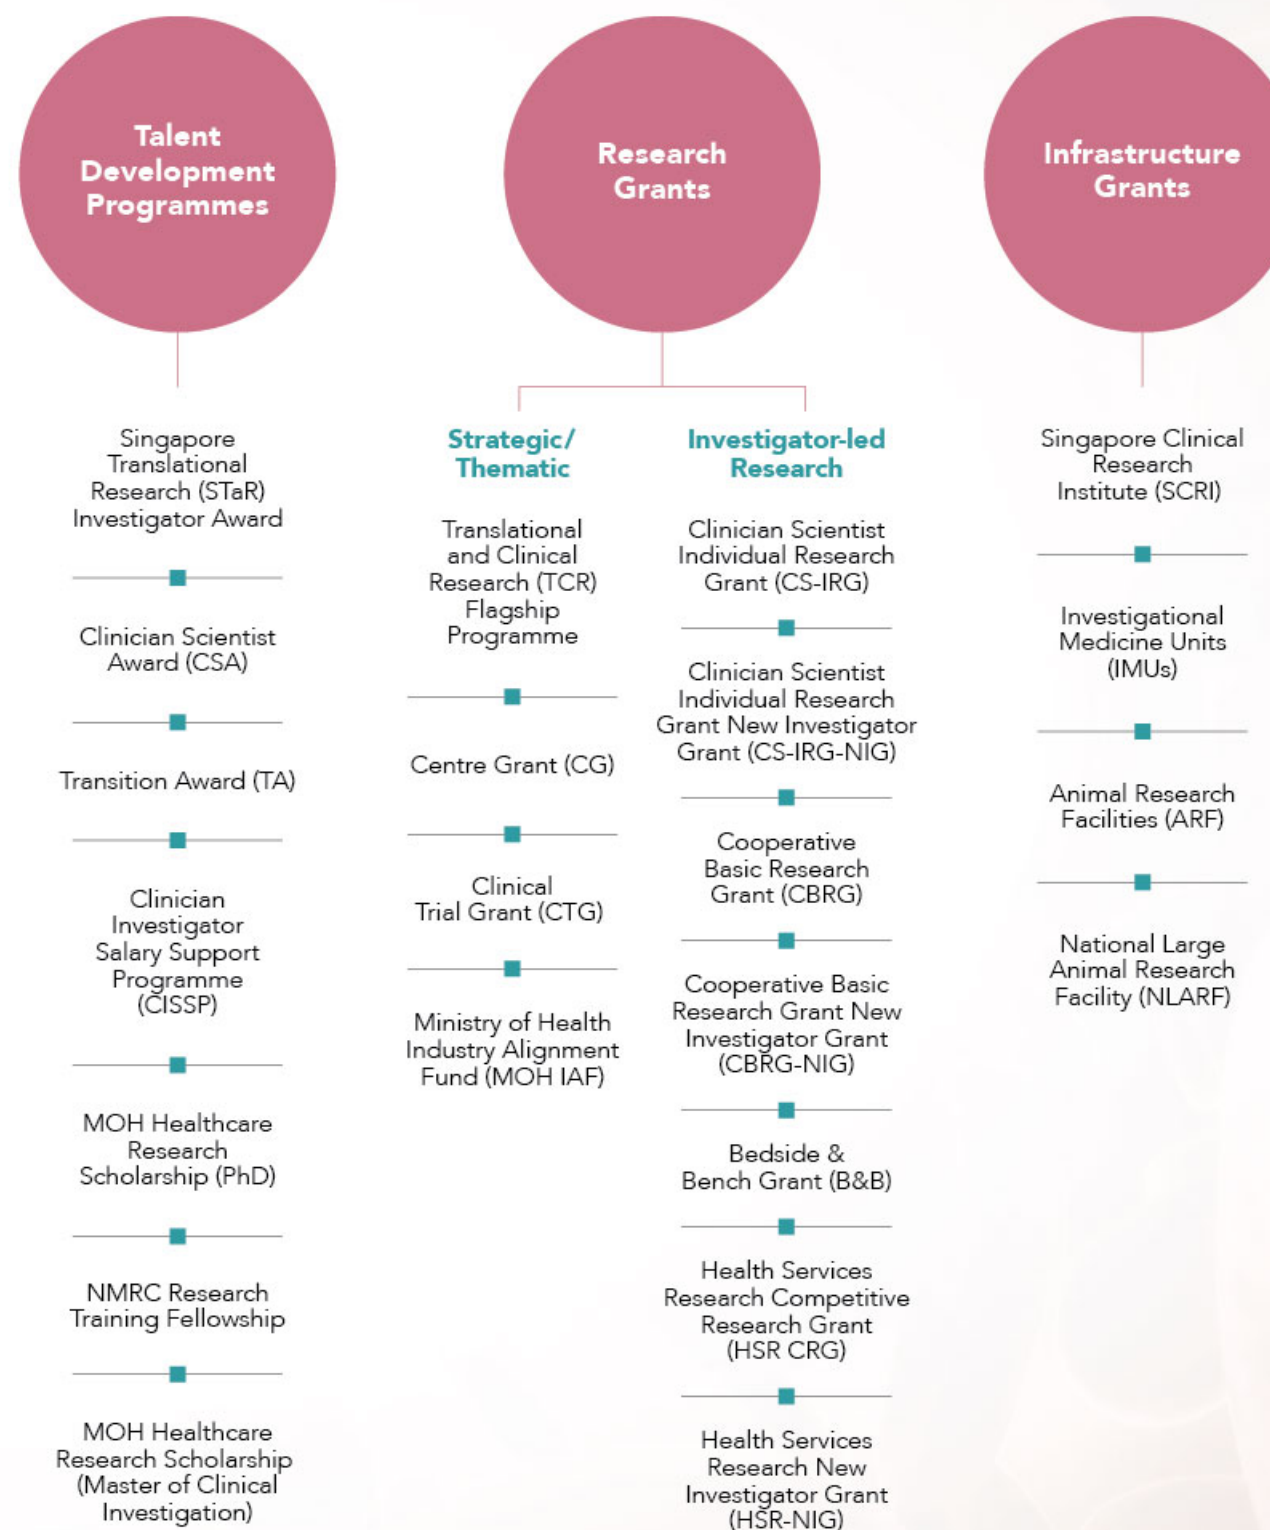 Talent
Development
Programmes
Singapore
Translational
Research (STaR)
Investigator Award
Clinician Scientist
Award (CSA)
Transition Award (TA)
Clinician
Investigator
Salary Support
Programme
(CISSP)
MOH Healthcare
Research
Scholarship (PhD)
NMRC Research
Training Fellowship
MOH Healthcare
Research Scholarship
(Master of Clinical
Investigation)
Research
Grants
Strategic/
Thematic
Translational
and Clinical
Research (TCR)
Flagship
Programme
Centre Grant (CG)
Clinical
Trial Grant (CTG)
Ministry of Health
Industry Alignment
Fund (MOH IAF)
Investigator-led
Research
Clinician Scientist
Individual Research
Grant (CS-IRG)
Clinician Scientist
Individual Research
Grant New Investigator
Grant (CS-IRG-NIG)
Cooperative
Basic Research
Grant (CBRG)
Cooperative Basic
Research Grant New
Investigator Grant
(CBRG-NIG)
Bedside &
Bench Grant (B&B)
Health Services
Research Competitive
Research Grant
(HSR CRG)
Health Services
Research New
Investigator Grant
(HSR-NIG)
Infrastructure
Grants
Singapore Clinical
Research
Institute (SCRI)
Investigational
Medicine Units
(IMUs)
Animal Research
Facilities (ARF)
National Large
Animal Research
Facility (NLARF)